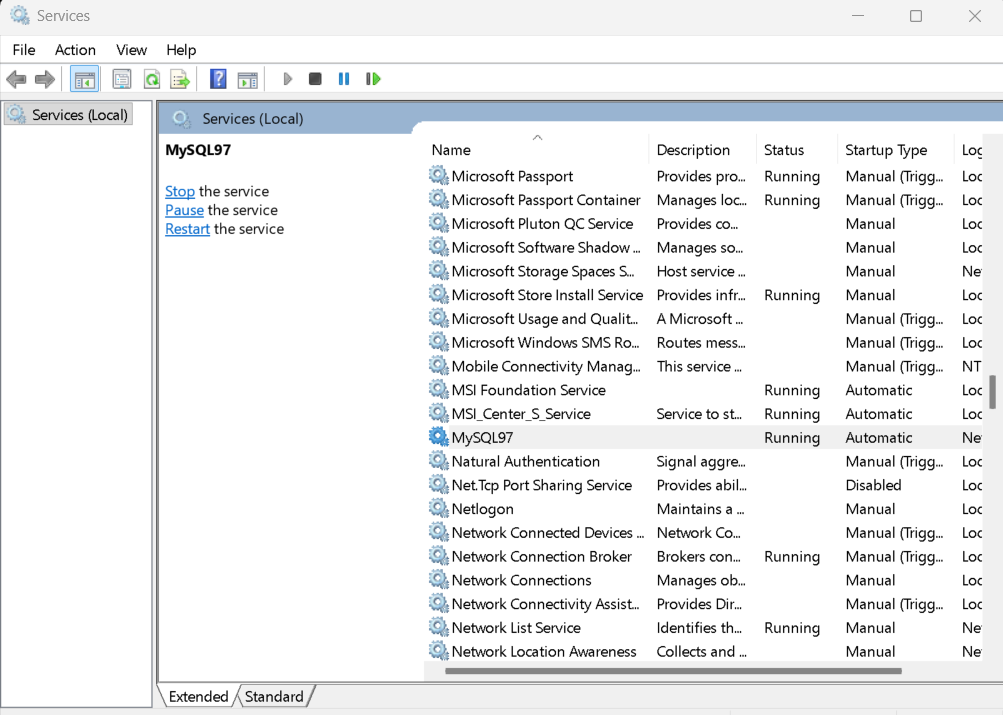 Services
File Action View Help
Services (Local)
Services (Local)
MySQL97
Stop the service
Pause the service
Restart the service
Name Description Status Startup Type Log
Microsoft Passport Provides pro... Running Manual (Trigg... Loc
Microsoft Passport Container Manages loc... Running Manual (Trigg... Loc
Microsoft Pluton QC Service Provides co... Manual Loc
Microsoft Software Shadow ... Manages so... Manual Loc
Microsoft Storage Spaces S... Host service ... Manual Net
Microsoft Store Install Service Provides infr... Running Manual Loc
Microsoft Usage and Qualit... A Microsoft ... Manual (Trigg... Loc
Microsoft Windows SMS Ro... Routes mess... Manual (Trigg... Loc
Mobile Connectivity Manag... This service ... Manual (Trigg... NT
MSI Foundation Service Running Automatic Loc
MSI_Center_S_Service Service to st... Running Automatic Loc
MySQL97 Running Automatic Net
Natural Authentication Signal aggre... Manual (Trigg... Loc
Net.Tcp Port Sharing Service Provides abil... Disabled Loc
Netlogon Maintains a ... Manual Loc
Network Connected Devices ... Network Co... Manual (Trigg... Loc
Network Connection Broker Brokers con... Running Manual (Trigg... Loc
Network Connections Manages ob... Manual Loc
Network Connectivity Assist... Provides Dir... Manual (Trigg... Loc
Network List Service Identifies th... Running Manual Net
Network Location Awareness Collects and ... Manual Net
Extended Standard